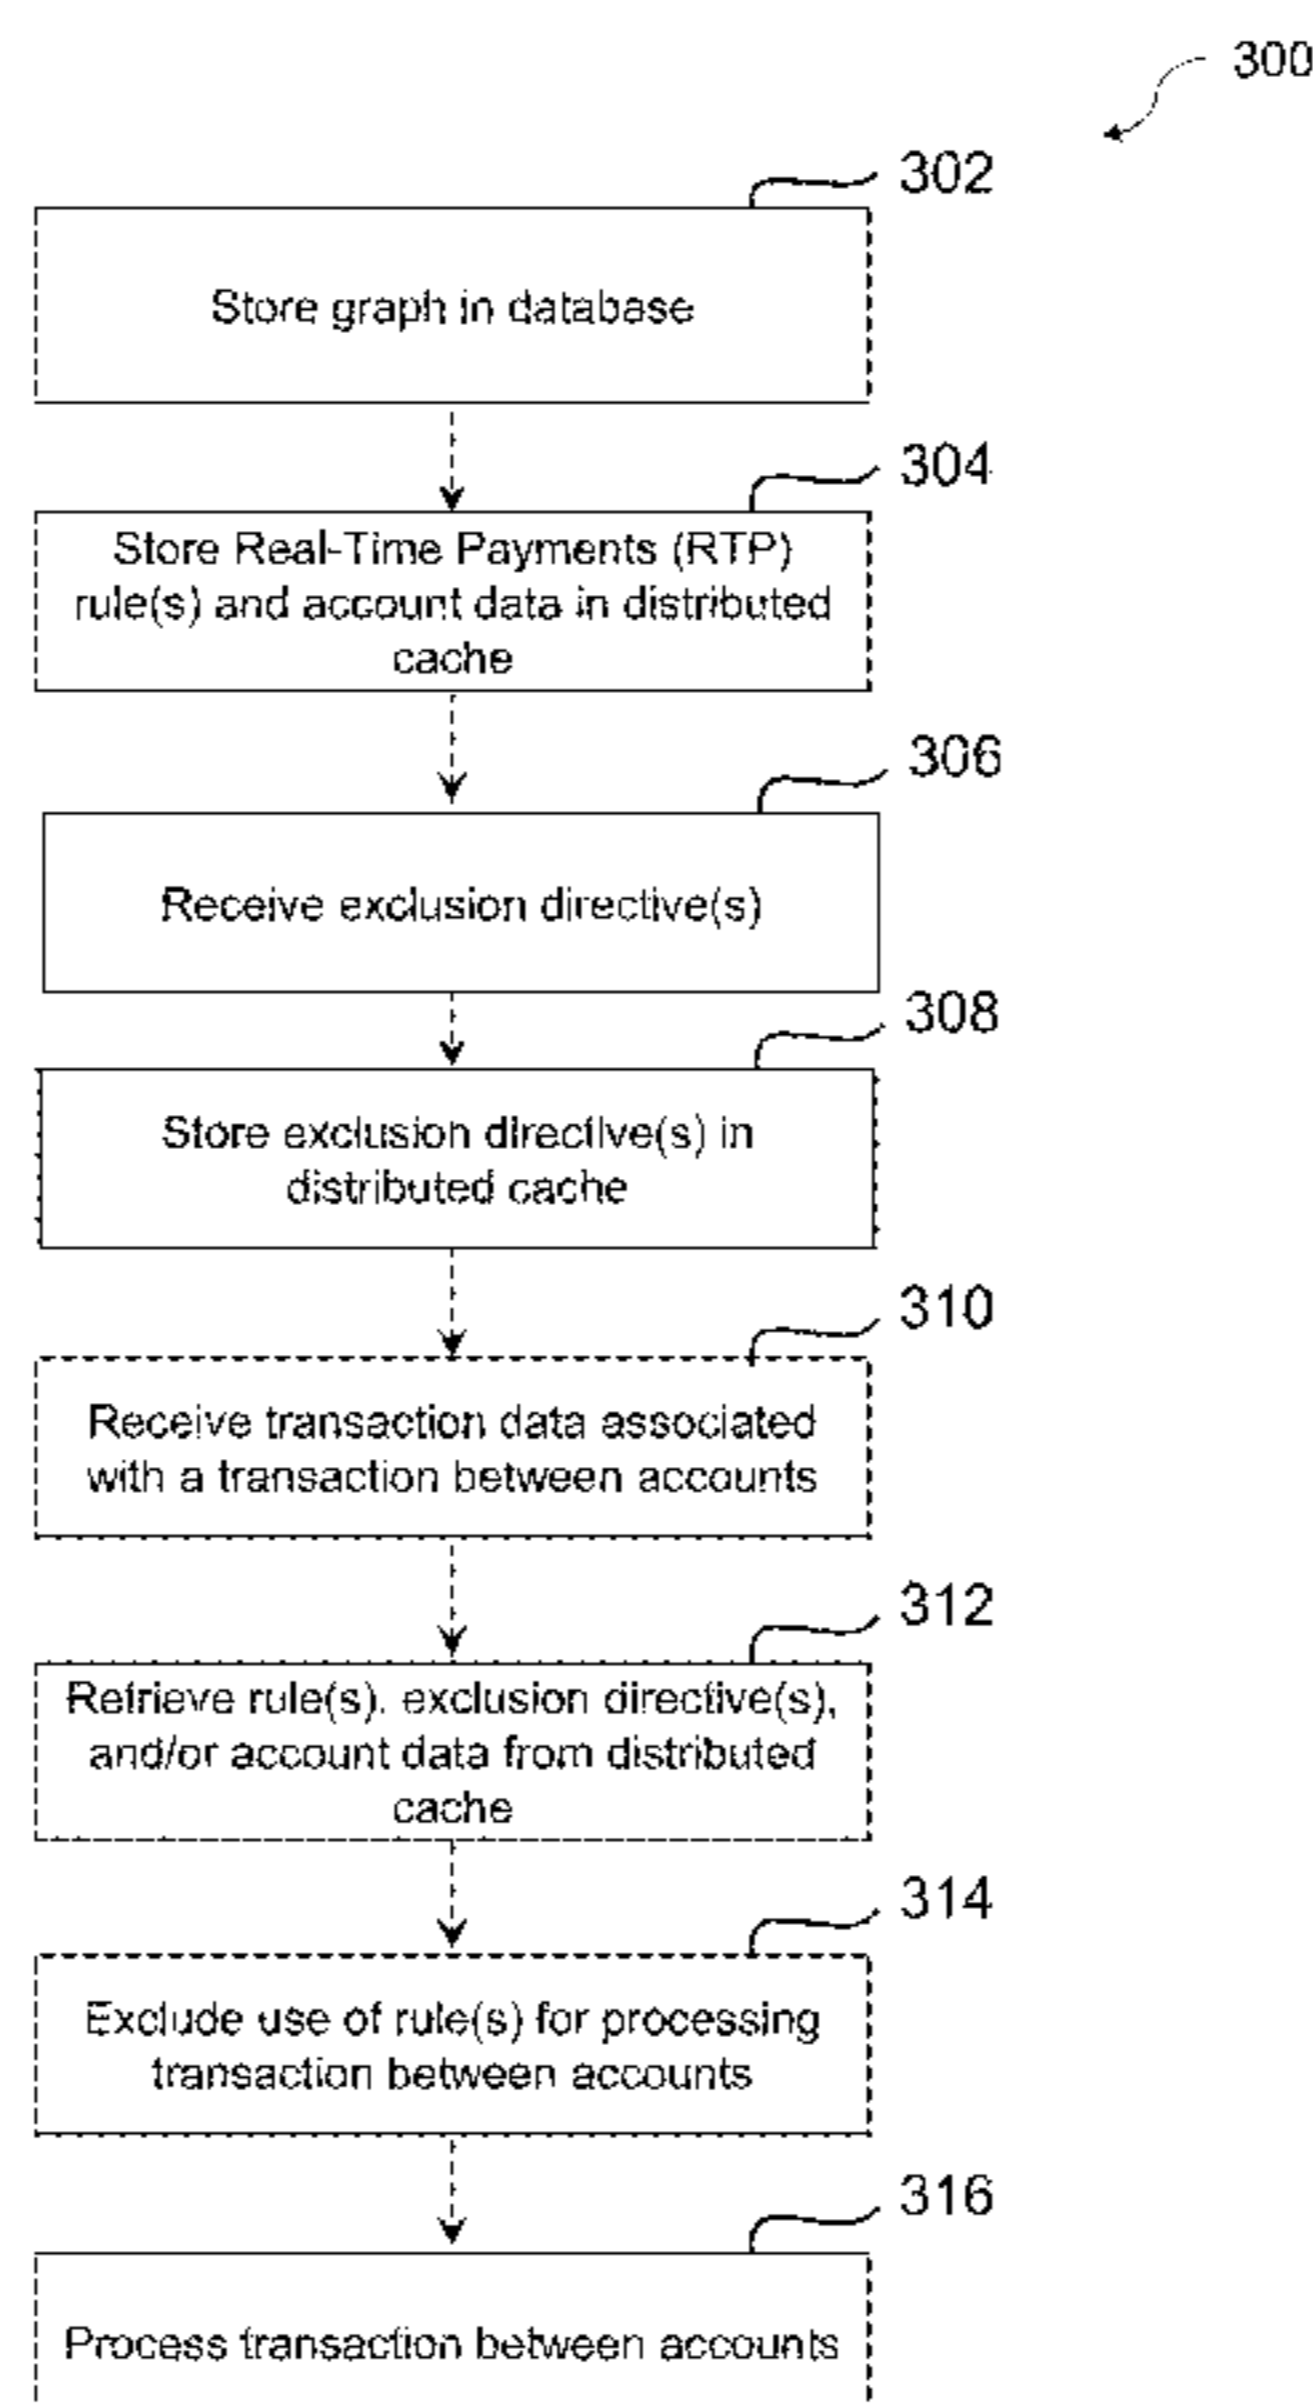 300
302
Store graph in database
304
Store Real-Time Payments (RTP)
rule(s) and account data in distributed
cache
306
Receive exclusion directive(s)
308
Store exclusion directive(s) in
distributed cache
310
Receive transaction data associated
with a transaction between accounts
312
Retrieve rule(s), exclusion directive(s),
and/or account data from distributed
cache
314
Exclude use of rule(s) for processing
transaction between accounts
316
Process transaction between accounts